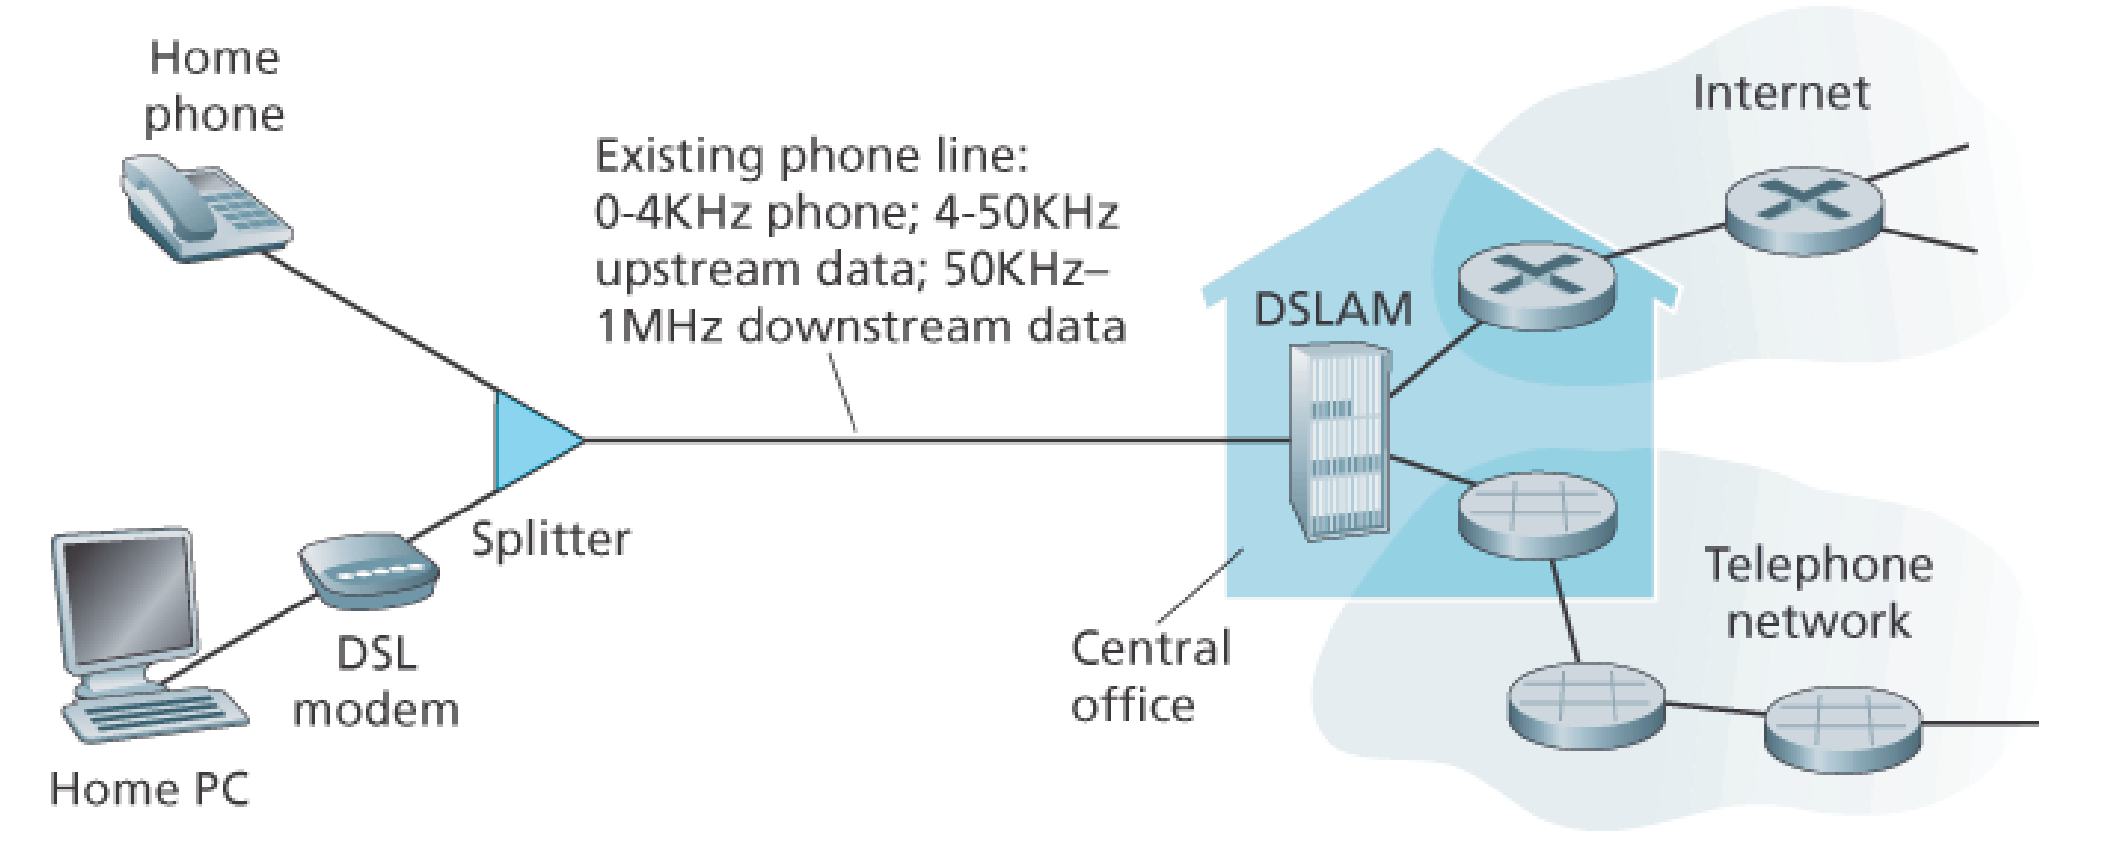 Home
phone
Existing phone line:
0-4KHz phone; 4-50KHz
upstream data; 50KHz–
1MHz downstream data
Internet
DSLAM
Splitter
DSL
modem
Home PC
Central
office
Telephone
network